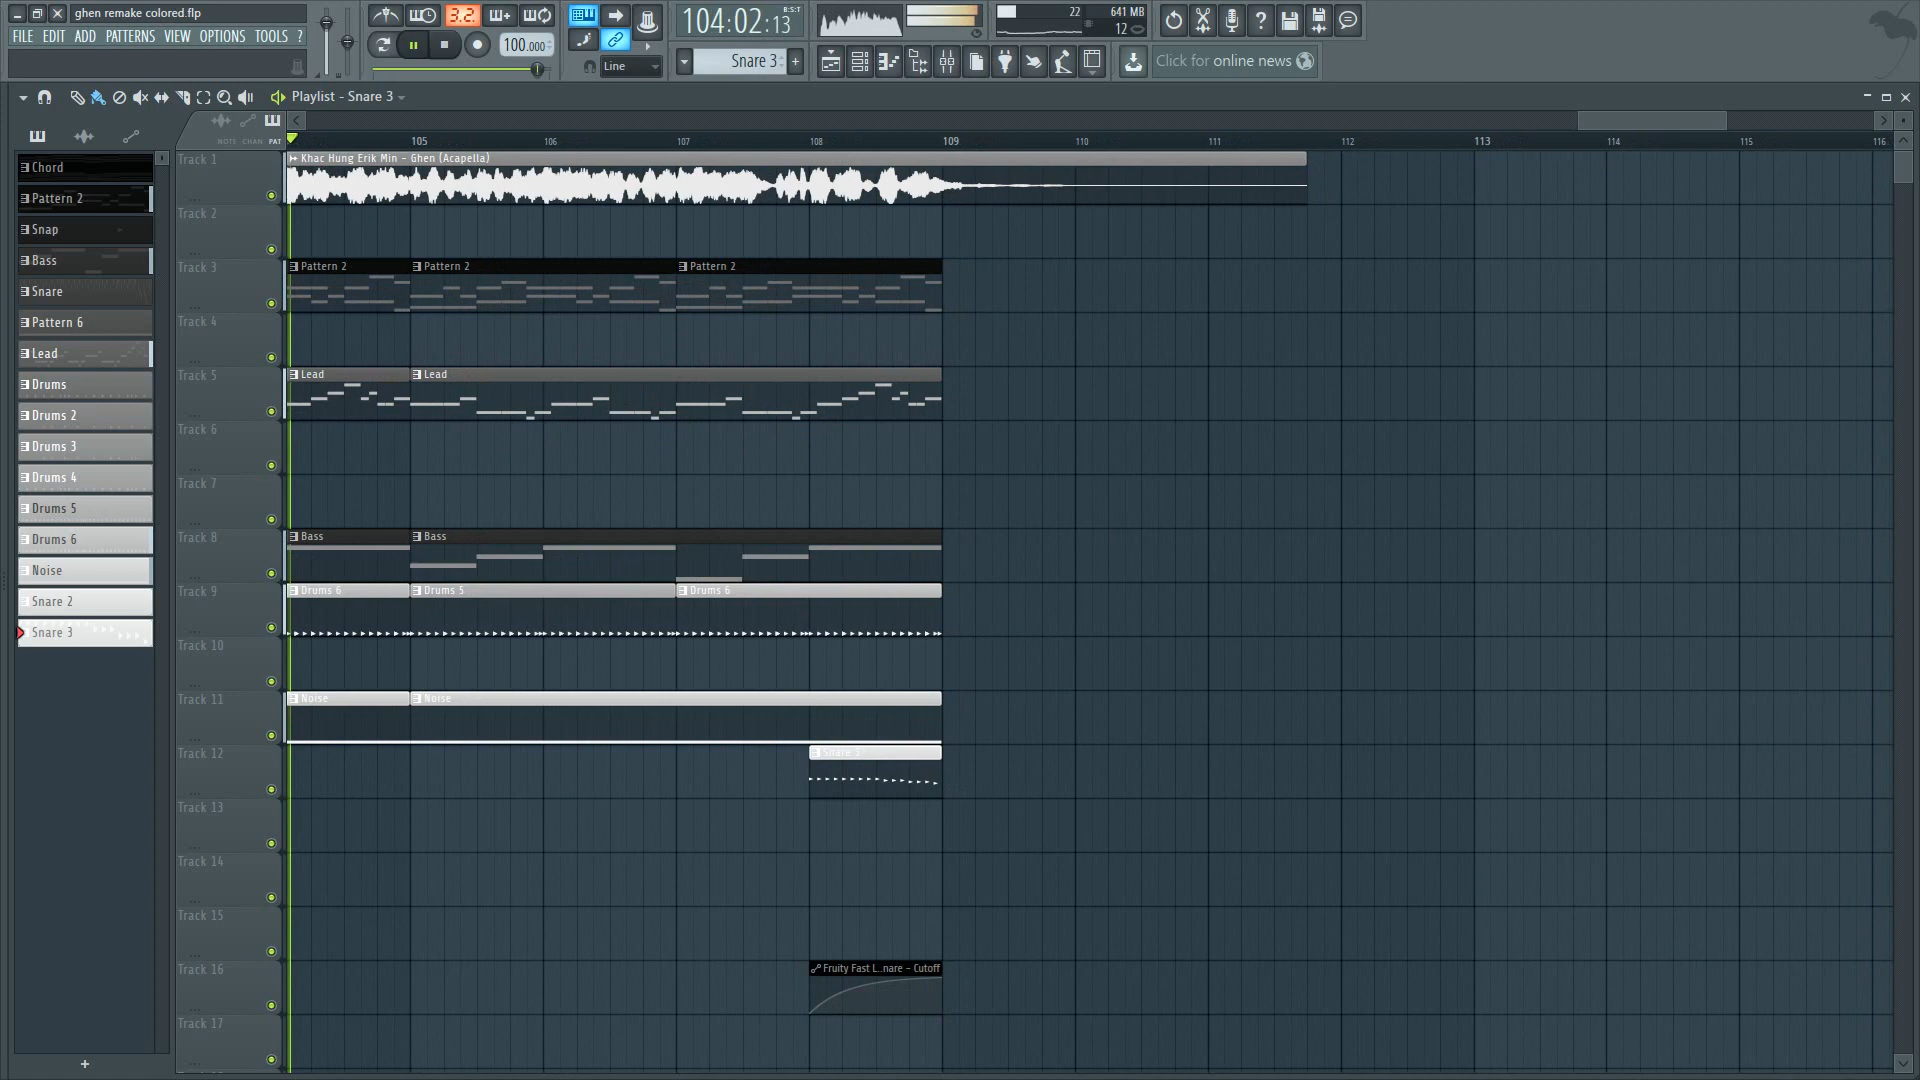 ghen remake colored.flp
FILE EDIT ADD PATTERNS VIEW OPTIONS TOOLS ?
3.2.
100.000
Line
104:02:13
B:S:T
Snare 3
22
641 MB
12
Click for online news
Playlist - Snare 3
NOTE CHAN PAT
105 106 107 108 109 110 111 112 113 114 115 116
Chord
Pattern 2
Snap
Bass
Snare
Pattern 6
Lead
Drums
Drums 2
Drums 3
Drums 4
Drums 5
Drums 6
Noise
Snare 2
Snare 3
+
Track 1
Khac Hung Erik Min - Ghen (Acapella)
Track 2
Track 3
Pattern 2 Pattern 2 Pattern 2
Track 4
Track 5
Lead Lead
Track 6
Track 7
Track 8
Bass Bass
Track 9
Drums 6 Drums 5 Drums 6
Track 10
Track 11
Noise Noise
Track 12
Snare 3
Track 13
Track 14
Track 15
Track 16
Fruity Fast L..nare - Cutoff
Track 17